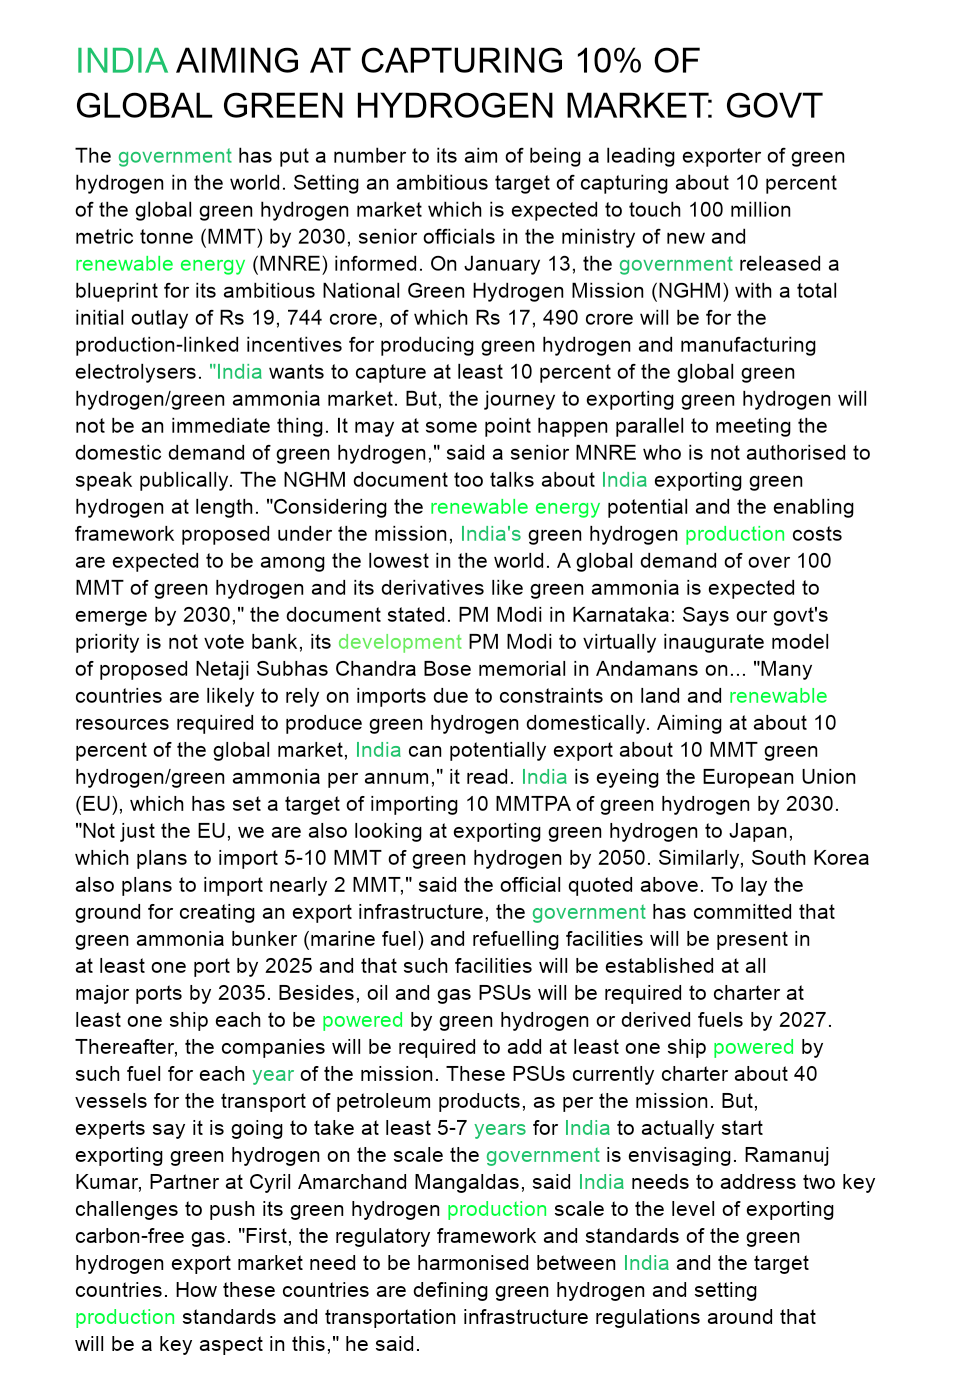 INDIA AIMING AT CAPTURING 10% OF
GLOBAL GREEN HYDROGEN MARKET: GOVT
The government has put a number to its aim of being a leading exporter of green
hydrogen in the world. Setting an ambitious target of capturing about 10 percent
of the global green hydrogen market which is expected to touch 100 million
metric tonne (MMT) by 2030, senior officials in the ministry of new and
renewable energy (MNRE) informed. On January 13, the government released a
blueprint for its ambitious National Green Hydrogen Mission (NGHM) with a total
initial outlay of Rs 19, 744 crore, of which Rs 17, 490 crore will be for the
production-linked incentives for producing green hydrogen and manufacturing
electrolysers. "India wants to capture at least 10 percent of the global green
hydrogen/green ammonia market. But, the journey to exporting green hydrogen will
not be an immediate thing. It may at some point happen parallel to meeting the
domestic demand of green hydrogen," said a senior MNRE who is not authorised to
speak publically. The NGHM document too talks about India exporting green
hydrogen at length. "Considering the renewable energy potential and the enabling
framework proposed under the mission, India's green hydrogen production costs
are expected to be among the lowest in the world. A global demand of over 100
MMT of green hydrogen and its derivatives like green ammonia is expected to
emerge by 2030," the document stated. PM Modi in Karnataka: Says our govt's
priority is not vote bank, its development PM Modi to virtually inaugurate model
of proposed Netaji Subhas Chandra Bose memorial in Andamans on... "Many
countries are likely to rely on imports due to constraints on land and renewable
resources required to produce green hydrogen domestically. Aiming at about 10
percent of the global market, India can potentially export about 10 MMT green
hydrogen/green ammonia per annum," it read. India is eyeing the European Union
(EU), which has set a target of importing 10 MMTPA of green hydrogen by 2030.
"Not just the EU, we are also looking at exporting green hydrogen to Japan,
which plans to import 5-10 MMT of green hydrogen by 2050. Similarly, South Korea
also plans to import nearly 2 MMT," said the official quoted above. To lay the
ground for creating an export infrastructure, the government has committed that
green ammonia bunker (marine fuel) and refuelling facilities will be present in
at least one port by 2025 and that such facilities will be established at all
major ports by 2035. Besides, oil and gas PSUs will be required to charter at
least one ship each to be powered by green hydrogen or derived fuels by 2027.
Thereafter, the companies will be required to add at least one ship powered by
such fuel for each year of the mission. These PSUs currently charter about 40
vessels for the transport of petroleum products, as per the mission. But,
experts say it is going to take at least 5-7 years for India to actually start
exporting green hydrogen on the scale the government is envisaging. Ramanuj
Kumar, Partner at Cyril Amarchand Mangaldas, said India needs to address two key
challenges to push its green hydrogen production scale to the level of exporting
carbon-free gas. "First, the regulatory framework and standards of the green
hydrogen export market need to be harmonised between India and the target
countries. How these countries are defining green hydrogen and setting
production standards and transportation infrastructure regulations around that
will be a key aspect in this," he said.